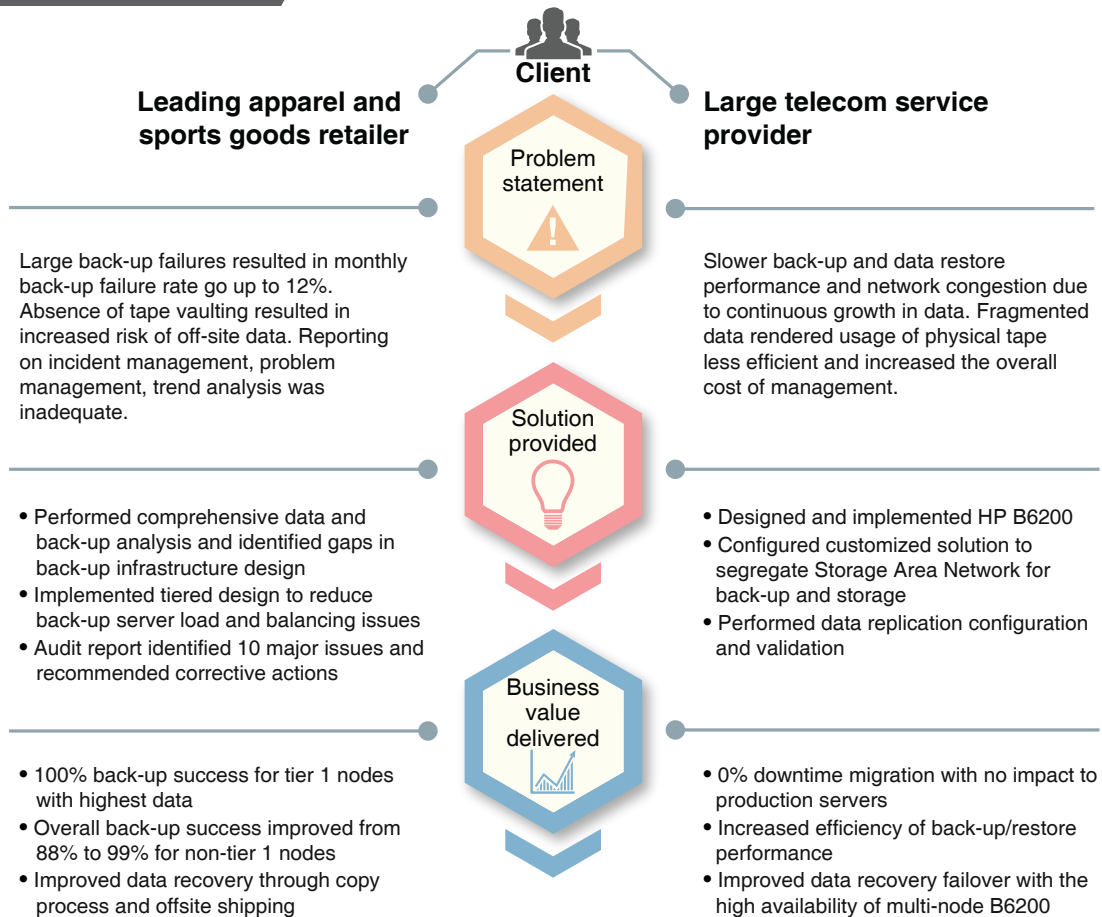 Client
Leading apparel and
sports goods retailer
Large telecom service
provider
Problem
statement
Large back-up failures resulted in monthly
back-up failure rate go up to 12%.
Absence of tape vaulting resulted in
increased risk of off-site data. Reporting
on incident management, problem
management, trend analysis was
inadequate.
Slower back-up and data restore
performance and network congestion due
to continuous growth in data. Fragmented
data rendered usage of physical tape
less efficient and increased the overall
cost of management.
Solution
provided
• Performed comprehensive data and
back-up analysis and identified gaps in
back-up infrastructure design
• Implemented tiered design to reduce
back-up server load and balancing issues
• Audit report identified 10 major issues and
recommended corrective actions
• Designed and implemented HP B6200
• Configured customized solution to
segregate Storage Area Network for
back-up and storage
• Performed data replication configuration
and validation
Business
value
delivered
• 100% back-up success for tier 1 nodes
with highest data
• Overall back-up success improved from
88% to 99% for non-tier 1 nodes
• Improved data recovery through copy
process and offsite shipping
• 0% downtime migration with no impact to
production servers
• Increased efficiency of back-up/restore
performance
• Improved data recovery failover with the
high availability of multi-node B6200